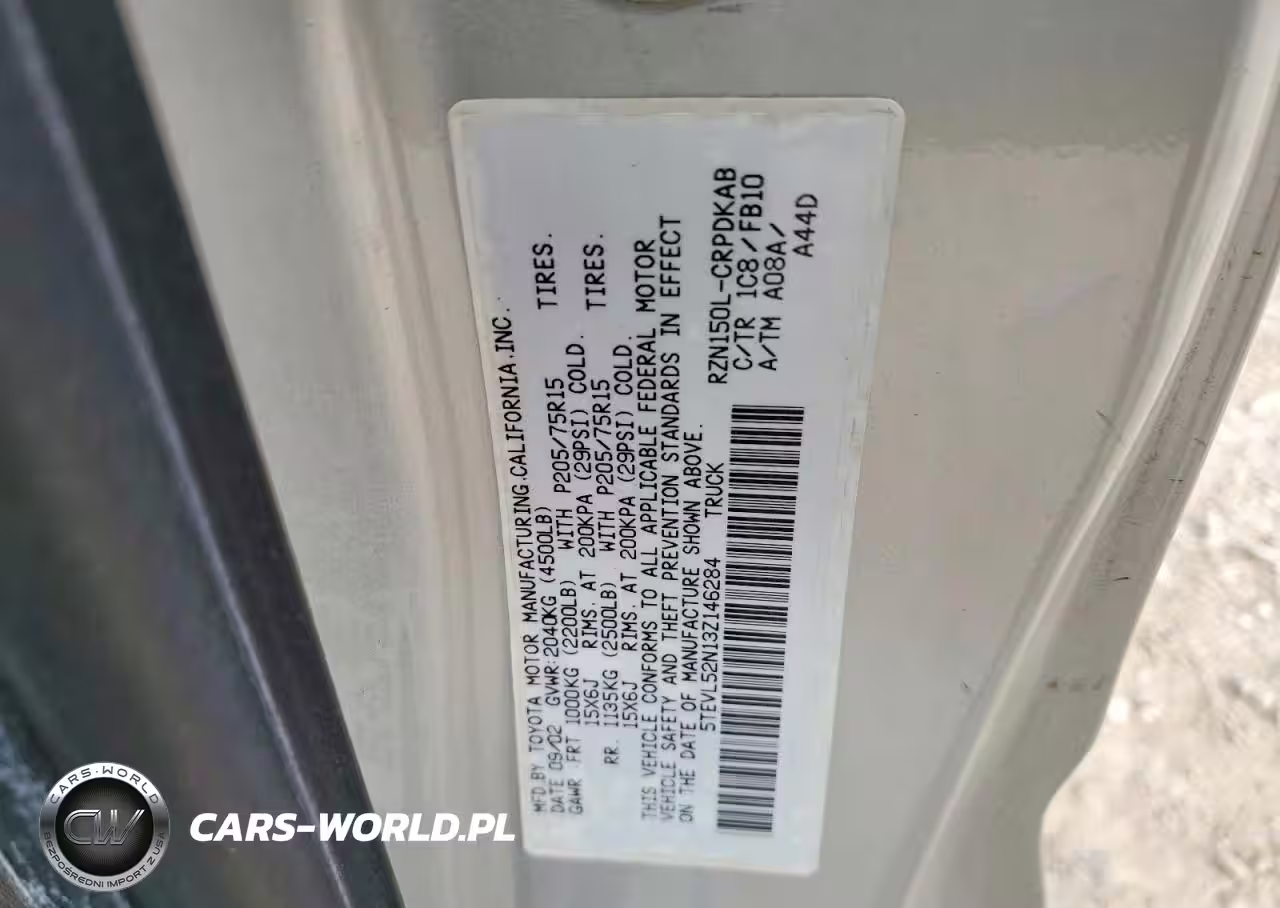 MFD.BY TOYOTA MOTOR MANUFACTURING.CALIFORNIA.INC.
DATE 09/02 GVWR:2040KG (4500LB)
GAWR FRT 1000KG (2200LB) WITH P205/75R15 TIRES.
15X6J RIMS. AT 200KPA (29PSI) COLD.
RR. 1135KG (2500LB) WITH P205/75R15 TIRES.
15X6J RIMS. AT 200KPA (29PSI) COLD.
THIS VEHICLE CONFORMS TO ALL APPLICABLE FEDERAL MOTOR
VEHICLE SAFETY AND THEFT PREVENTION STANDARDS IN EFFECT
ON THE DATE OF MANUFACTURE SHOWN ABOVE.
5TEVL52N13Z146284 TRUCK
RZN150L-CRPDKAB
C/TR 1C8/FB10
A/TM A08A/
A44D
CARS-WORLD
CW
BEZPOŚREDNI IMPORT Z USA
CARS-WORLD.PL